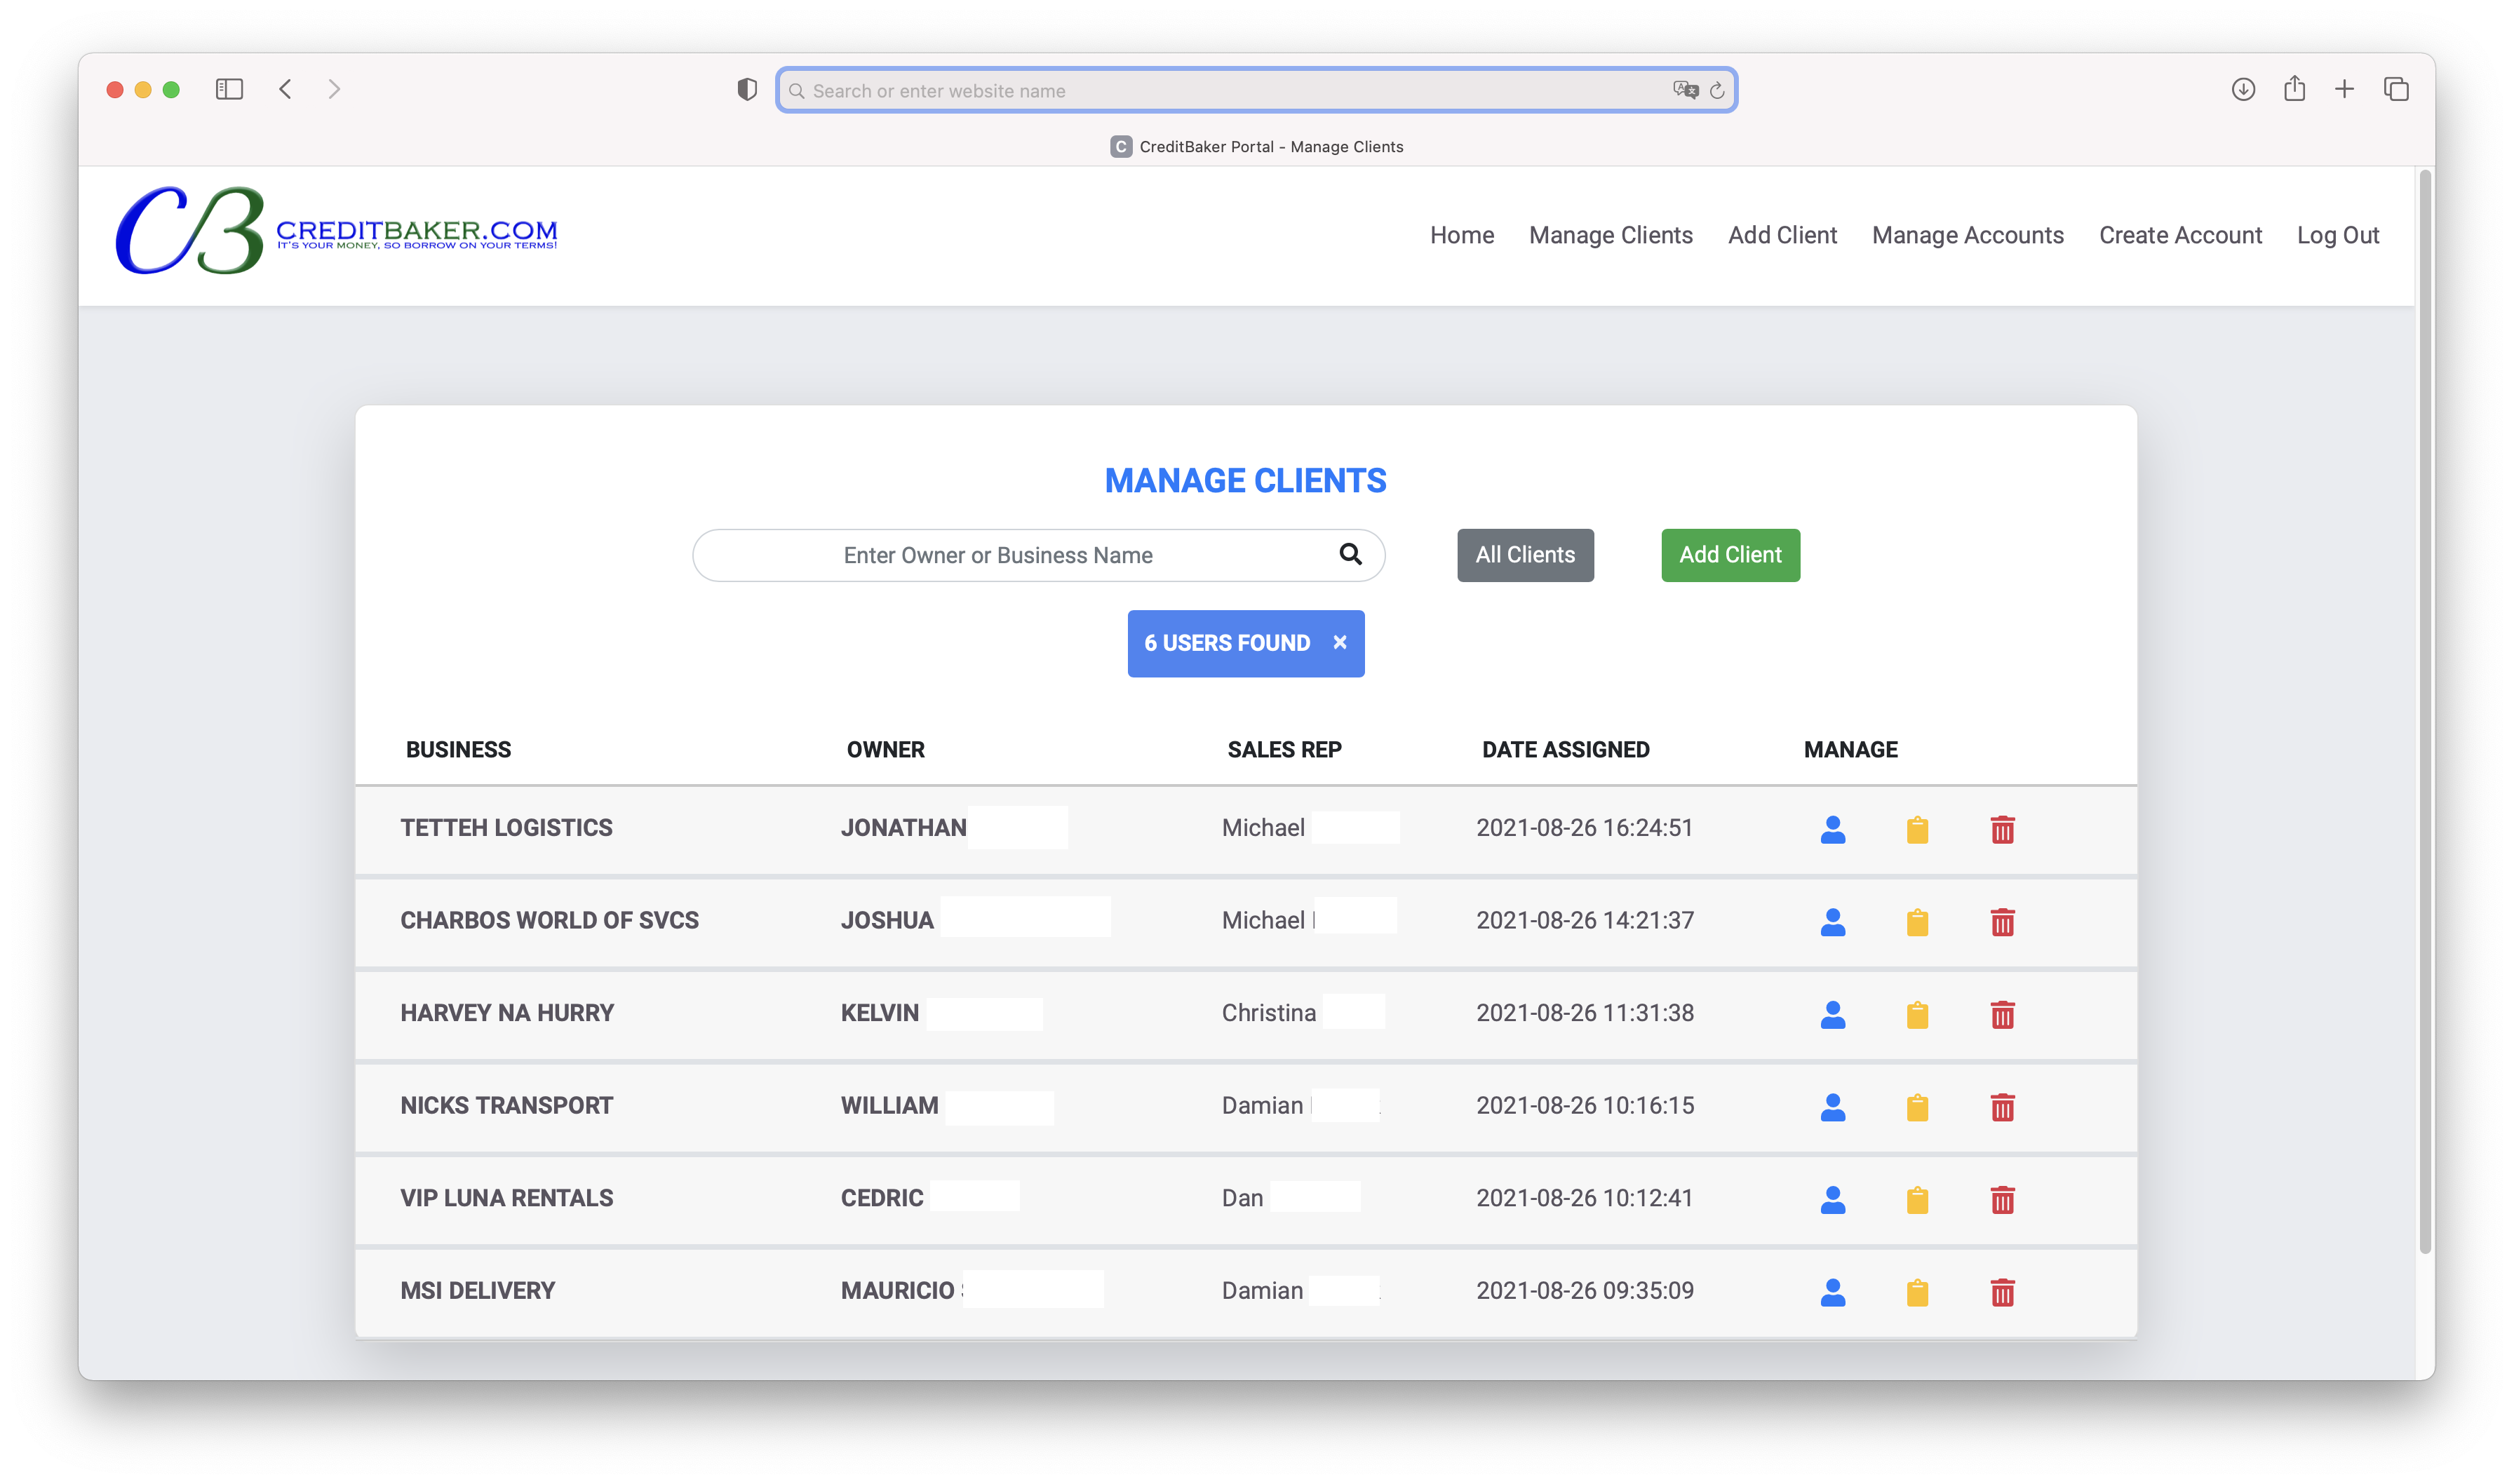 Search or enter website name
C CreditBaker Portal - Manage Clients
CB CREDITBAKER.COM
IT'S YOUR MONEY, SO BORROW ON YOUR TERMS!
Home Manage Clients Add Client Manage Accounts Create Account Log Out
MANAGE CLIENTS
Enter Owner or Business Name All Clients Add Client
6 USERS FOUND ×
BUSINESS OWNER SALES REP DATE ASSIGNED MANAGE
TETTEH LOGISTICS JONATHAN Michael 2021-08-26 16:24:51
CHARBOS WORLD OF SVCS JOSHUA Michael 2021-08-26 14:21:37
HARVEY NA HURRY KELVIN Christina 2021-08-26 11:31:38
NICKS TRANSPORT WILLIAM Damian 2021-08-26 10:16:15
VIP LUNA RENTALS CEDRIC Dan 2021-08-26 10:12:41
MSI DELIVERY MAURICIO Damian 2021-08-26 09:35:09